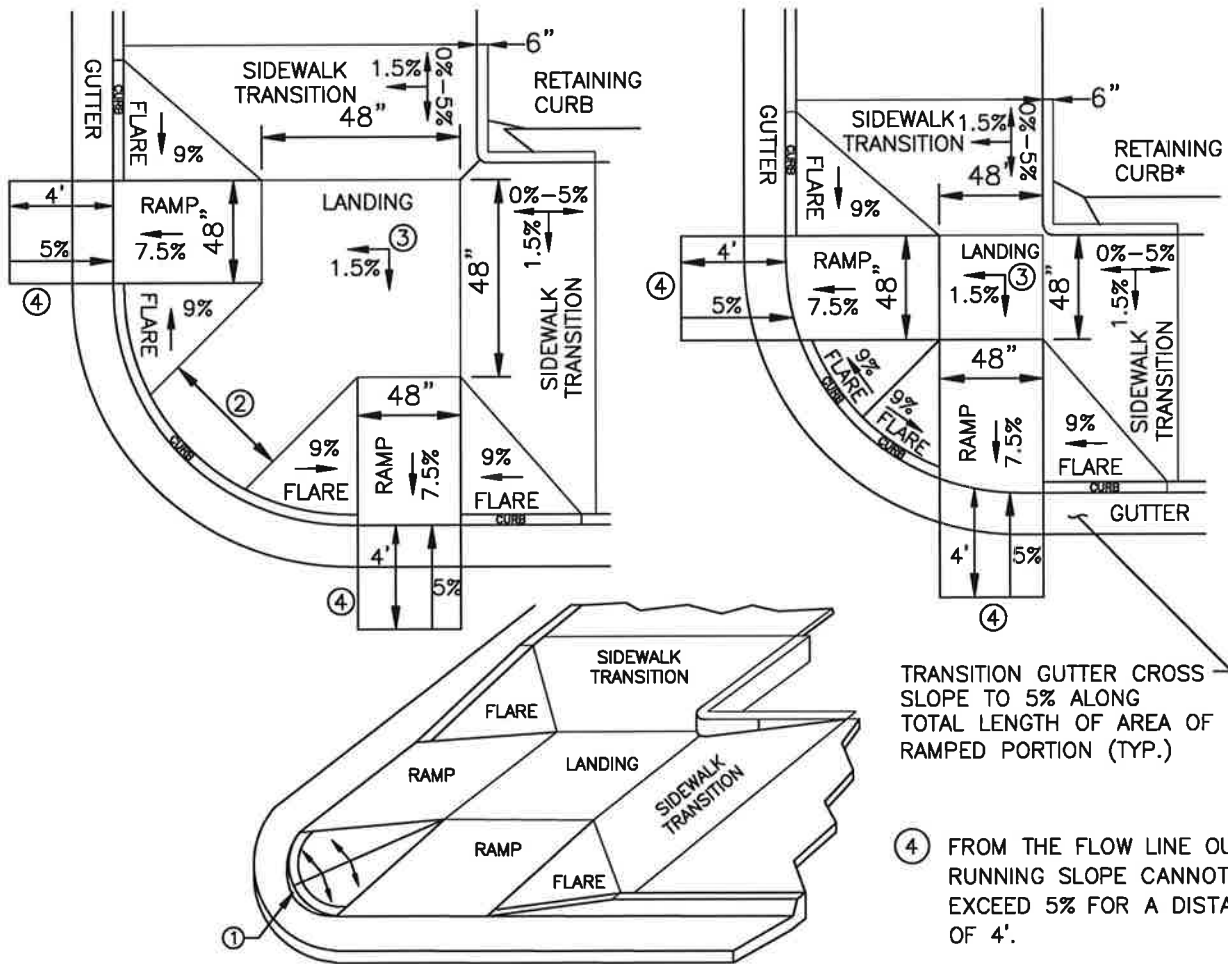 GUTTER
CURB
FLARE
9%
SIDEWALK
TRANSITION
1.5%
0%-5%
48"
6"
RETAINING
CURB
4'
5%
④
RAMP
7.5%
48"
LANDING
③
1.5%
48"
0%-5%
1.5%
SIDEWALK
TRANSITION
FLARE
9%
②
CURB
9%
FLARE
48"
RAMP
7.5%
9%
FLARE
CURB
4'
5%
④
GUTTER
CURB
FLARE
9%
SIDEWALK
TRANSITION
1.5%
0%-5%
48'
6"
RETAINING
CURB*
4'
5%
④
RAMP
7.5%
48"
LANDING
③
1.5%
48"
0%-5%
1.5%
SIDEWALK
TRANSITION
9%
FLARE
9%
FLARE
CURB
CURB
48"
RAMP
7.5%
9%
FLARE
CURB
GUTTER
4'
5%
④
SIDEWALK
TRANSITION
FLARE
RAMP
LANDING
SIDEWALK
TRANSITION
RAMP
FLARE
①
TRANSITION GUTTER CROSS
SLOPE TO 5% ALONG
TOTAL LENGTH OF AREA OF
RAMPED PORTION (TYP.)
④ FROM THE FLOW LINE OU
RUNNING SLOPE CANNOT
EXCEED 5% FOR A DISTA
OF 4'.